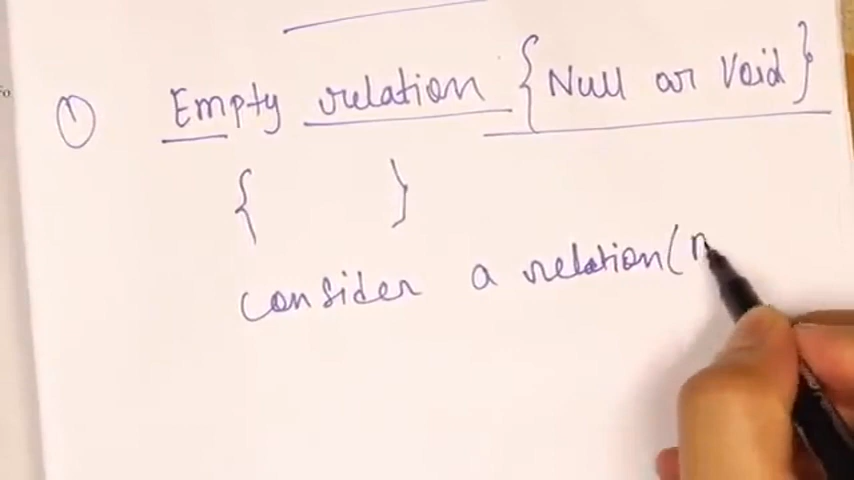 ① Empty relation {Null or Void}
{ }
consider a relation(